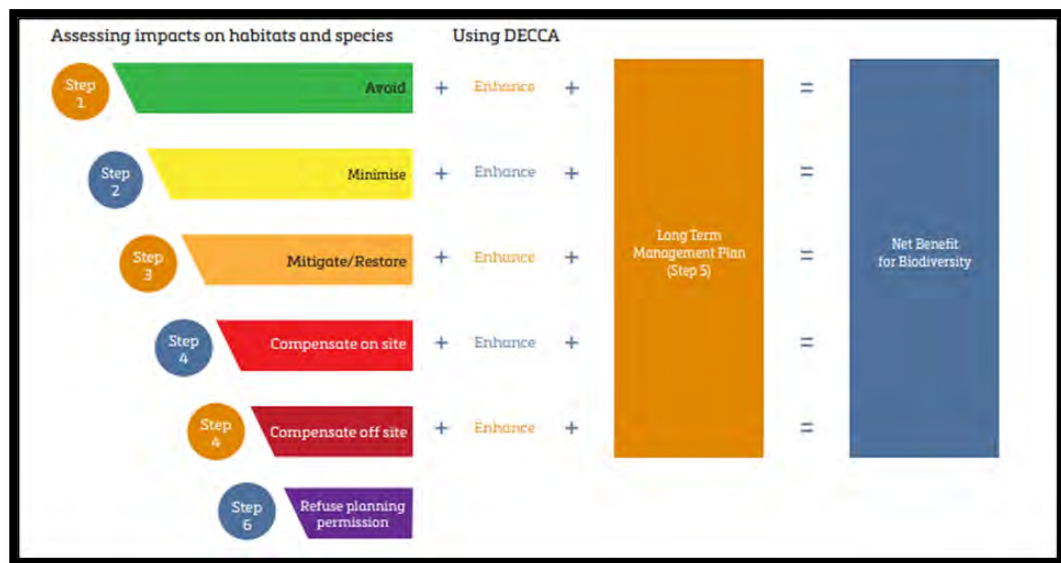 Assessing impacts on habitats and species
Using DECCA
Step
1
Avoid
+ Enhance +
=
Step
2
Minimise
+ Enhance +
=
Step
3
Mitigate/Restore
+ Enhance +
=
Step
4
Compensate on site
+ Enhance +
=
Step
4
Compensate off site
+ Enhance +
=
Step
6
Refuse planning
permission
Long Term
Management Plan
(Step 5)
Net Benefit
for Biodiversity